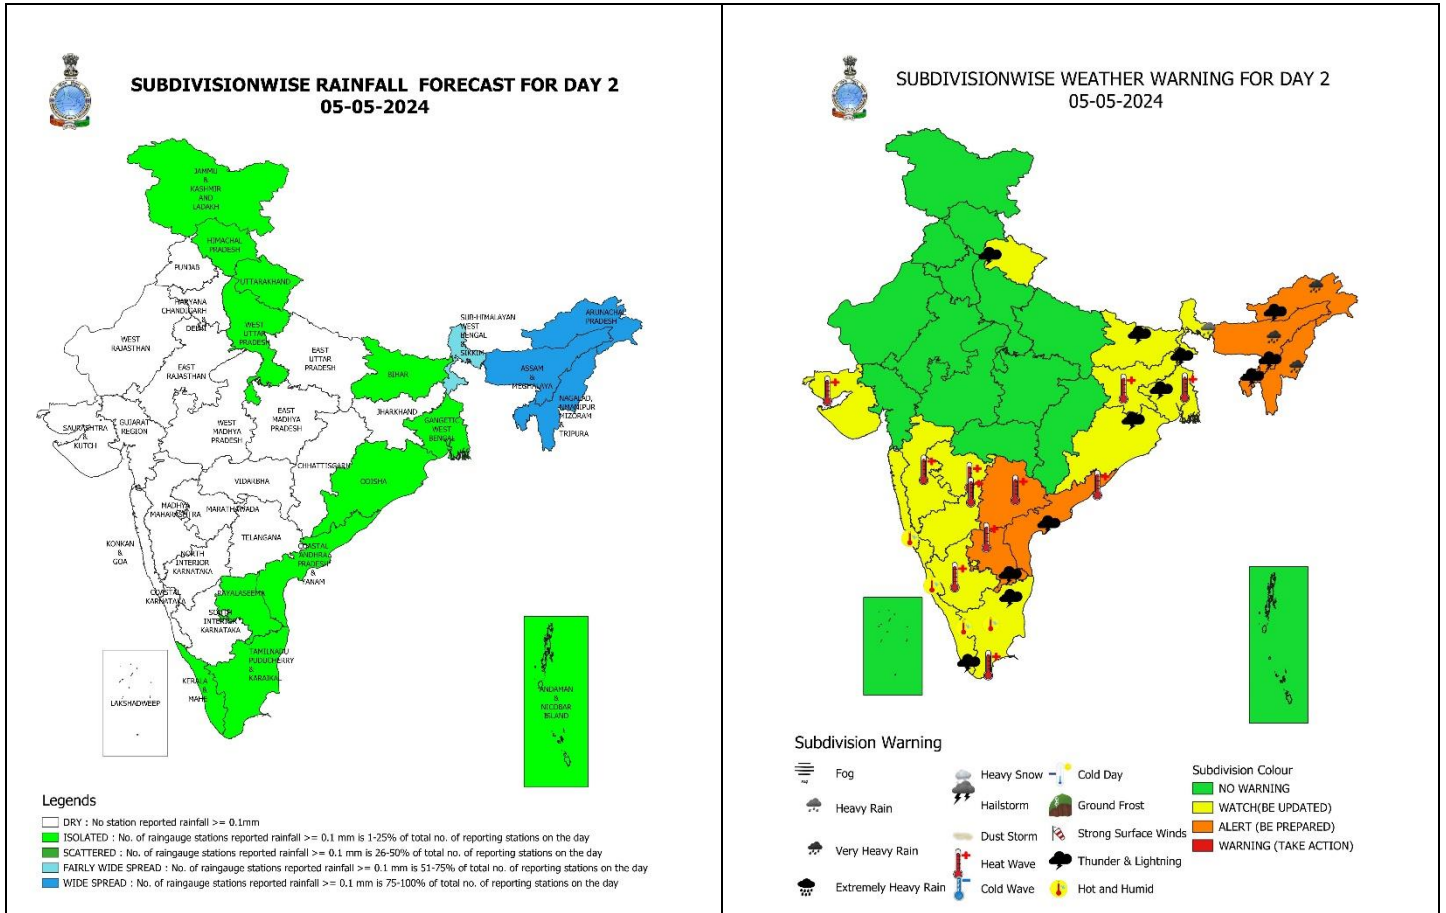 SUBDIVISIONWISE RAINFALL FORECAST FOR DAY 2
05-05-2024
JAMMU
&
KASHMIR
AND
LADAKH
HIMACHAL
PRADESH
PUNJAB
UTTARAKHAND
HARYANA
CHANDIGARH
&
DELHI
WEST
UTTAR
PRADESH
WEST
RAJASTHAN
EAST
RAJASTHAN
EAST
UTTAR
PRADESH
SUB-HIMALAYAN
WEST
BENGAL
&
SIKKIM
ARUNACHAL
PRADESH
ASSAM
&
MEGHALAYA
NAGALAD,
MANIPUR
MIZORAM
&
TRIPURA
BIHAR
JHARKHAND
GANGETIC
WEST
BENGAL
SAURASHTRA
&
KUTCH
GUJARAT
REGION
WEST
MADHYA
PRADESH
EAST
MADHYA
PRADESH
CHHATTISGARH
ODISHA
VIDARBHA
MADHYA
MAHARASHTRA
MARATHAWADA
KONKAN
&
GOA
TELANGANA
NORTH
INTERIOR
KARNATAKA
COASTAL
ANDHRA
PRADESH
&
YANAM
COASTAL
KARNATAKA
RAYALASEEMA
SOUTH
INTERIOR
KARNATAKA
TAMILNADU
PUDUCHERRY
&
KARAIKAL
KERALA
&
MAHE
LAKSHADWEEP
ANDAMAN
&
NICOBAR
ISLAND
Legends
DRY : No station reported rainfall >= 0.1mm
ISOLATED : No. of raingauge stations reported rainfall >= 0.1 mm is 1-25% of total no. of reporting stations on the day
SCATTERED : No. of raingauge stations reported rainfall >= 0.1 mm is 26-50% of total no. of reporting stations on the day
FAIRLY WIDE SPREAD : No. of raingauge stations reported rainfall >= 0.1 mm is 51-75% of total no. of reporting stations on the day
WIDE SPREAD : No. of raingauge stations reported rainfall >= 0.1 mm is 75-100% of total no. of reporting stations on the day
SUBDIVISIONWISE WEATHER WARNING FOR DAY 2
05-05-2024
Subdivision Warning
Fog
Heavy Rain
Very Heavy Rain
Extremely Heavy Rain
Heavy Snow
Hailstorm
Dust Storm
Heat Wave
Cold Wave
Cold Day
Ground Frost
Strong Surface Winds
Thunder & Lightning
Hot and Humid
Subdivision Colour
NO WARNING
WATCH(BE UPDATED)
ALERT (BE PREPARED)
WARNING (TAKE ACTION)